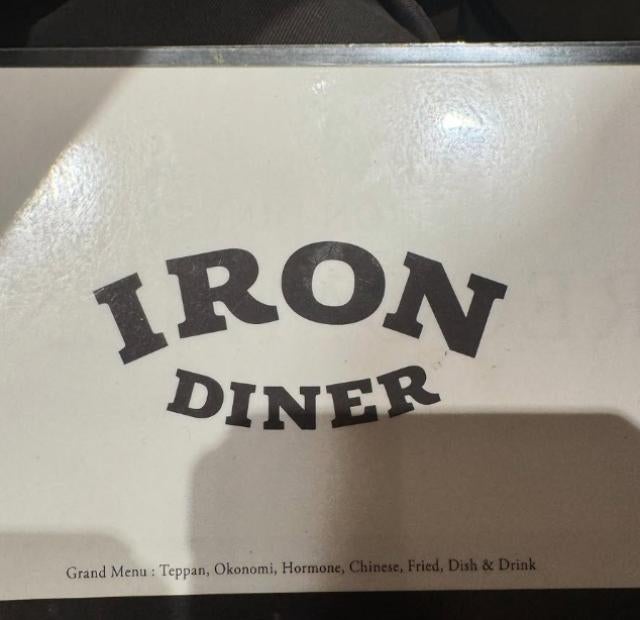 IRON
DINER
Grand Menu : Teppan, Okonomi, Hormone, Chinese, Fried, Dish & Drink